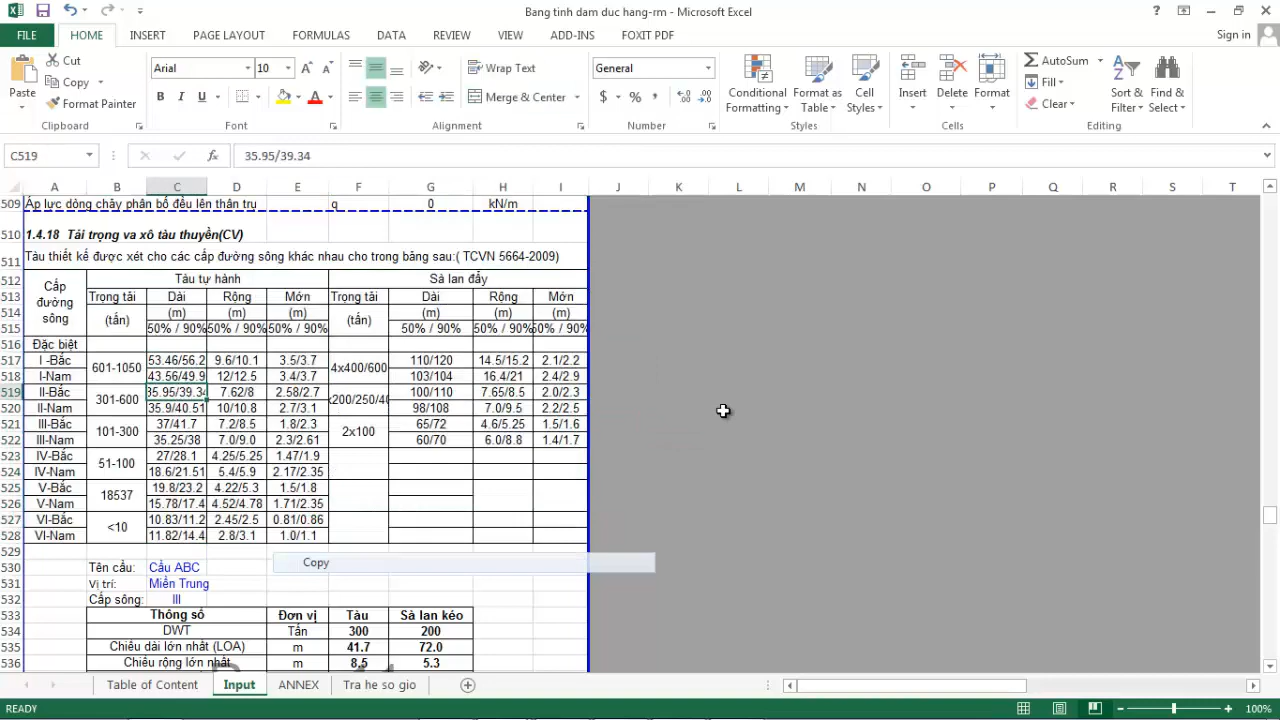 Bang tinh dam duc hang-rm - Microsoft Excel
FILE HOME INSERT PAGE LAYOUT FORMULAS DATA REVIEW VIEW ADD-INS FOXIT PDF Sign in
Paste Cut Copy Format Painter Clipboard
Arial 10 B I U A Font
Wrap Text Merge & Center Alignment
General $ % , Number
Conditional Formatting Format as Table Cell Styles Styles
Insert Delete Format Cells
AutoSum Fill Clear Sort & Filter Find & Select Editing
C519 fx 35.95/39.34
A B C D E F G H I J K L M N O P Q R S T
509 Áp lực dòng chảy phân bố đều lên thân trụ q 0 kN/m
510 1.4.18 Tải trọng va xô tàu thuyền(CV)
511 Tàu thiết kế được xét cho các cấp đường sông khác nhau cho trong bảng sau:( TCVN 5664-2009)
512 Cấp đường sông Tàu tự hành Sà lan đẩy
513 Trọng tải Dài Rộng Mớn Trọng tải Dài Rộng Mớn
514 (tấn) (m) (m) (m) (tấn) (m) (m) (m)
515 50% / 90% 50% / 90% 50% / 90% 50% / 90% 50% / 90% 50% / 90%
516 Đặc biệt
517 I -Bắc 601-1050 53.46/56.2 9.6/10.1 3.5/3.7 4x400/600 110/120 14.5/15.2 2.1/2.2
518 I-Nam 43.56/49.9 12/12.5 3.4/3.7 103/104 16.4/21 2.4/2.9
519 II-Bắc 301-600 35.95/39.34 7.62/8 2.58/2.7 x200/250/40 100/110 7.65/8.5 2.0/2.3
520 II-Nam 35.9/40.51 10/10.8 2.7/3.1 98/108 7.0/9.5 2.2/2.5
521 III-Bắc 101-300 37/41.7 7.2/8.5 1.8/2.3 2x100 65/72 4.6/5.25 1.5/1.6
522 III-Nam 35.25/38 7.0/9.0 2.3/2.61 60/70 6.0/8.8 1.4/1.7
523 IV-Bắc 51-100 27/28.1 4.25/5.25 1.47/1.9
524 IV-Nam 18.6/21.51 5.4/5.9 2.17/2.35
525 V-Bắc 18537 19.8/23.2 4.22/5.3 1.5/1.8
526 V-Nam 15.78/17.4 4.52/4.78 1.71/2.35
527 VI-Bắc <10 10.83/11.2 2.45/2.5 0.81/0.86
528 VI-Nam 11.82/14.4 2.8/3.1 1.0/1.1
529
530 Tên cầu: Cầu ABC Copy
531 Vị trí: Miền Trung
532 Cấp sông: III
533 Thông số Đơn vị Tàu Sà lan kéo
534 DWT Tấn 300 200
535 Chiều dài lớn nhất (LOA) m 41.7 72.0
536 Chiều rộng lớn nhất m 8.5 5.3
Table of Content Input ANNEX Tra he so gio
READY 100%